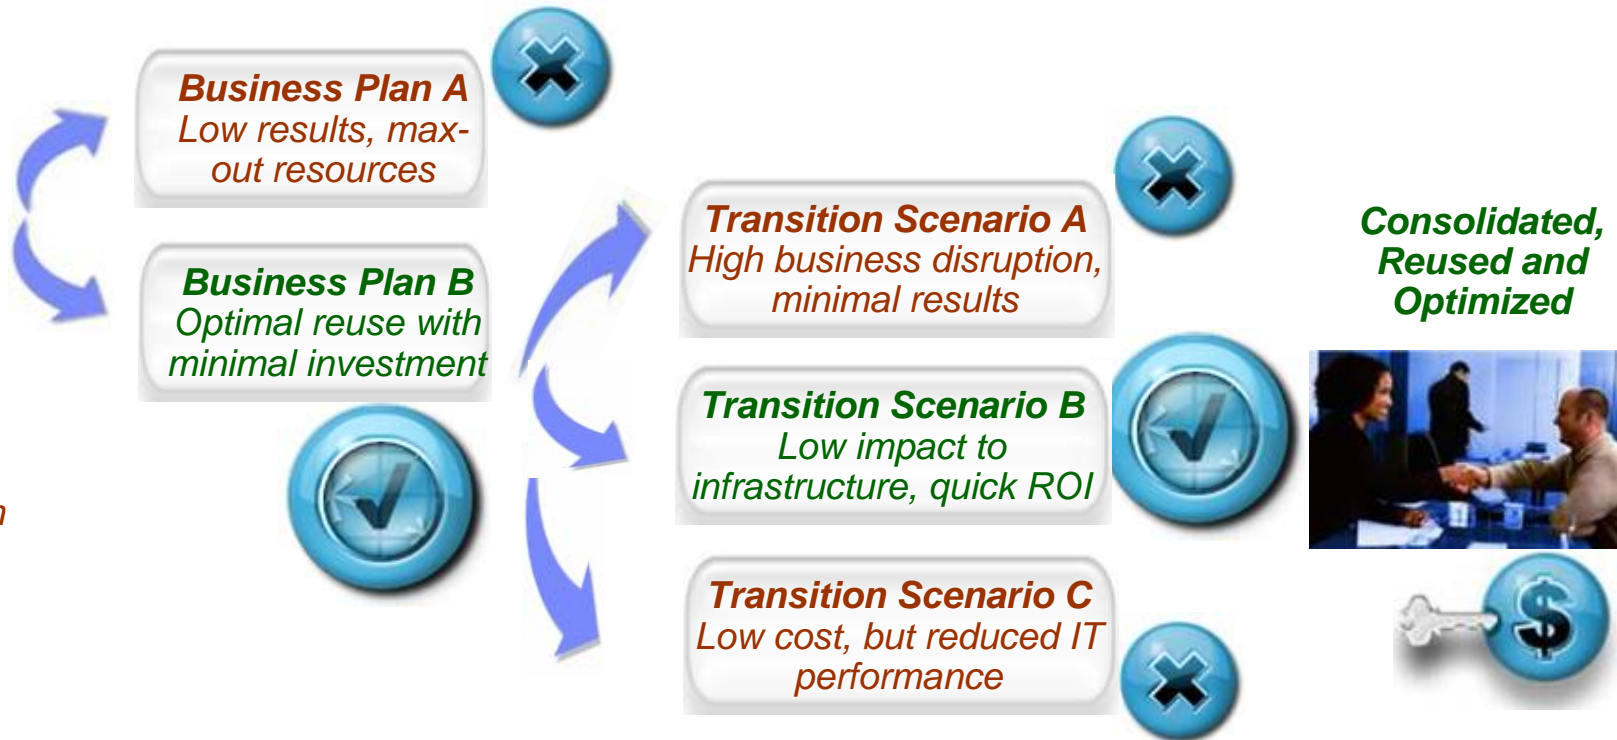 Business Plan A
Low results, max-
out resources
Business Plan B
Optimal reuse with
minimal investment
Transition Scenario A
High business disruption,
minimal results
Transition Scenario B
Low impact to
infrastructure, quick ROI
Transition Scenario C
Low cost, but reduced IT
performance
Consolidated,
Reused and
Optimized
$